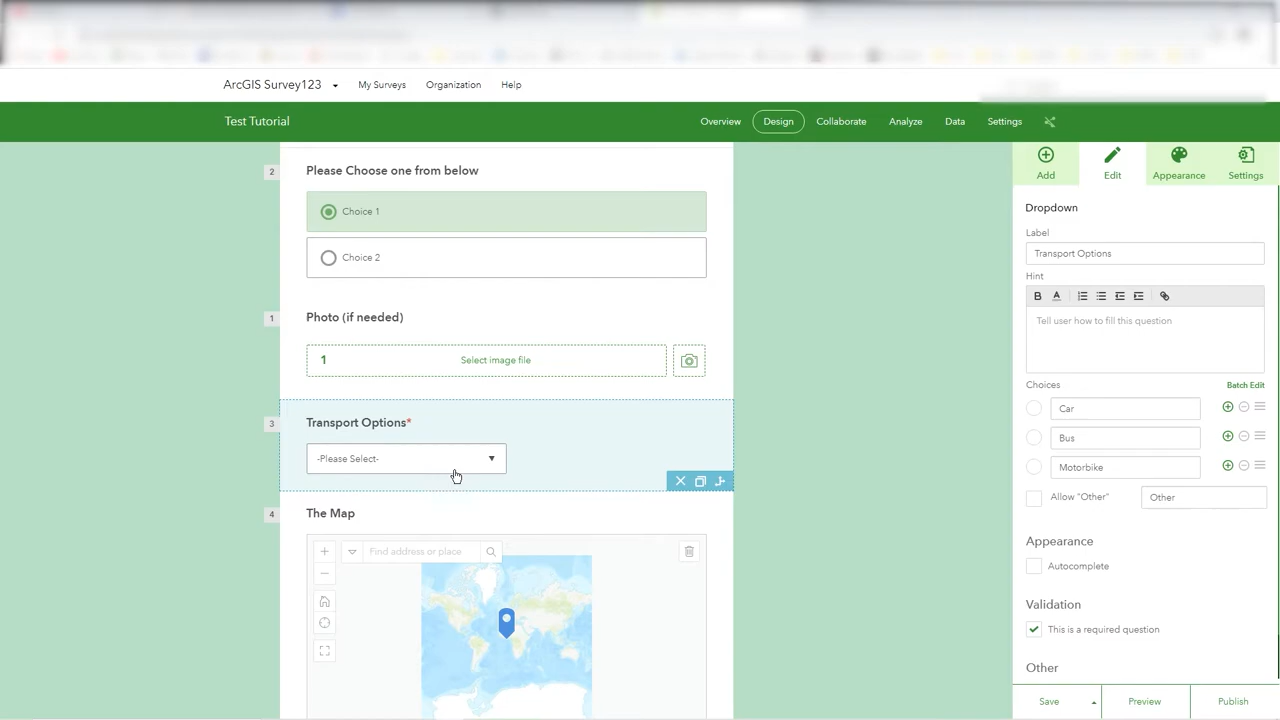 ArcGIS Survey123 My Surveys Organization Help
Test Tutorial Overview Design Collaborate Analyze Data Settings
2 Please Choose one from below
Choice 1
Choice 2
1 Photo (if needed)
1 Select image file
3 Transport Options*
-Please Select-
4 The Map
Find address or place
Add Edit Appearance Settings
Dropdown
Label
Transport Options
Hint
B A
Tell user how to fill this question
Choices Batch Edit
Car
Bus
Motorbike
Allow "Other" Other
Appearance
Autocomplete
Validation
This is a required question
Other
Save Preview Publish